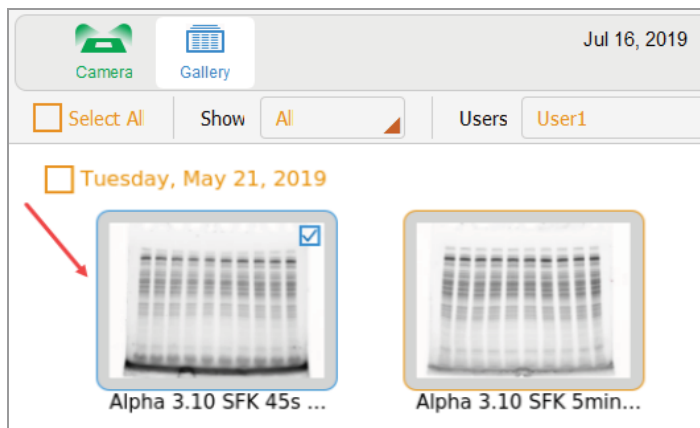 Jul 16, 2019
Camera Gallery
Select All Show All Users User1
Tuesday, May 21, 2019
Alpha 3.10 SFK 45s ... Alpha 3.10 SFK 5min...